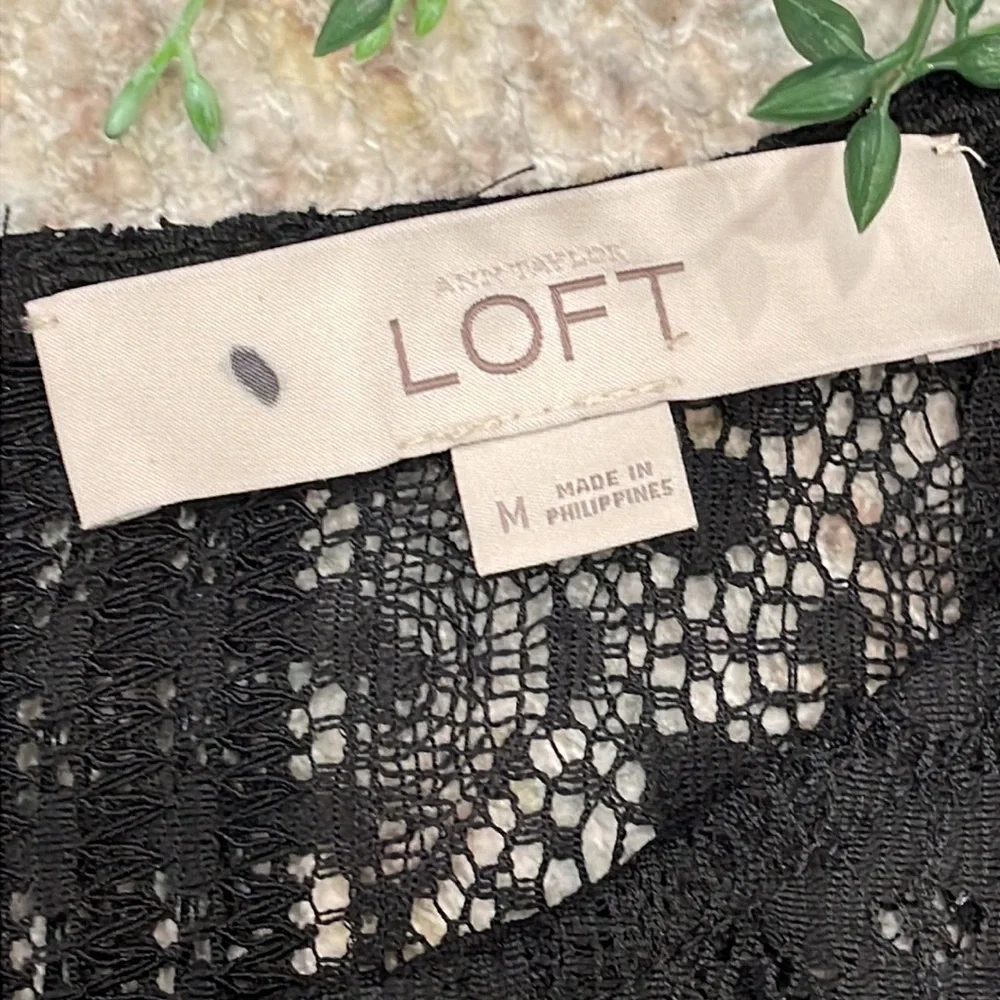 ANN TAYLOR
LOFT
M
MADE IN
PHILIPPINES